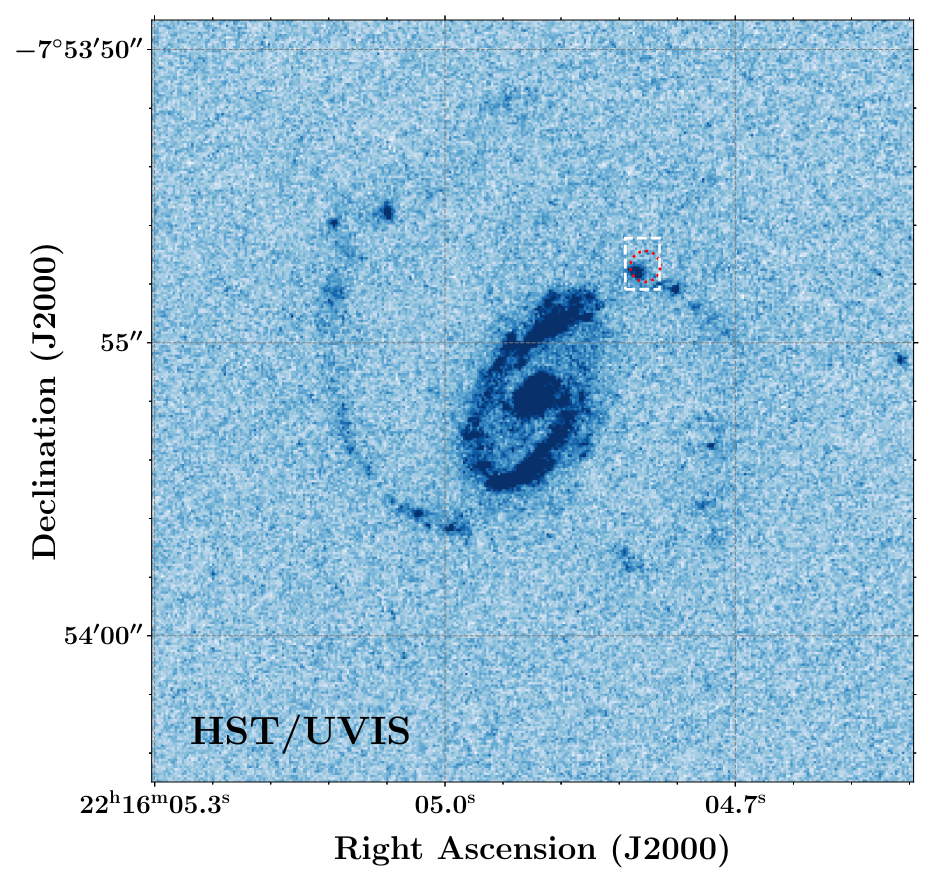 −7°53′50″
55″
54′00″
Declination (J2000)
HST/UVIS
22ʰ16ᵐ05.3ˢ 05.0ˢ 04.7ˢ
Right Ascension (J2000)